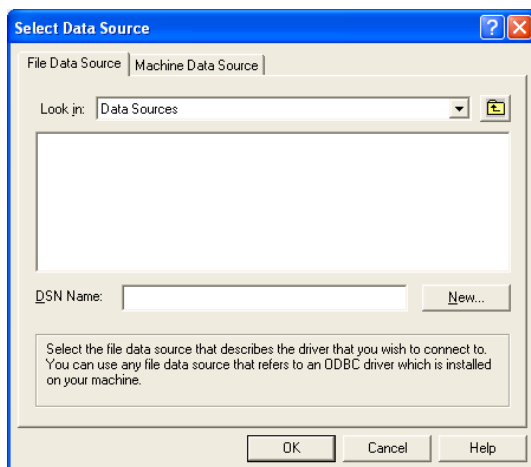 Select Data Source
File Data Source Machine Data Source
Look in: Data Sources
DSN Name: New...
Select the file data source that describes the driver that you wish to connect to.
You can use any file data source that refers to an ODBC driver which is installed
on your machine.
OK Cancel Help